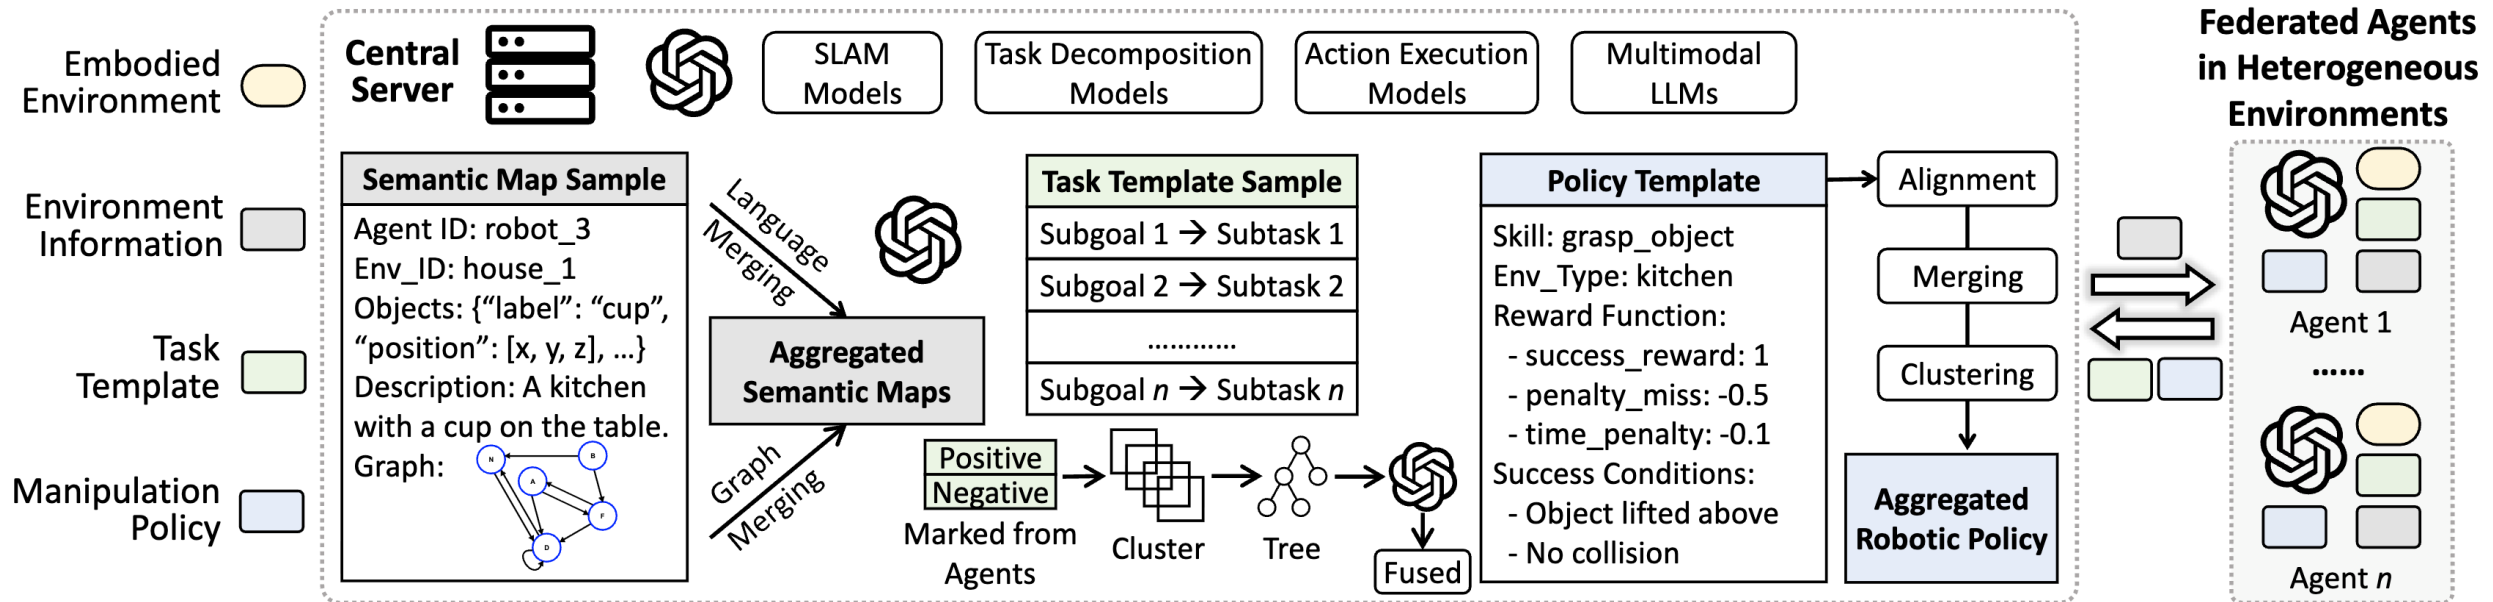 Embodied
Environment
Environment
Information
Task
Template
Manipulation
Policy
Central
Server
SLAM
Models
Task Decomposition
Models
Action Execution
Models
Multimodal
LLMs
Semantic Map Sample
Agent ID: robot_3
Env_ID: house_1
Objects: {“label”: “cup”,
“position”: [x, y, z], …}
Description: A kitchen
with a cup on the table.
Graph:
N
B
A
F
D
Language
Merging
Aggregated
Semantic Maps
Graph
Merging
Task Template Sample
Subgoal 1 → Subtask 1
Subgoal 2 → Subtask 2
…………
Subgoal n → Subtask n
Positive
Negative
Marked from
Agents
Cluster
Tree
Fused
Policy Template
Skill: grasp_object
Env_Type: kitchen
Reward Function:
- success_reward: 1
- penalty_miss: -0.5
- time_penalty: -0.1
Success Conditions:
- Object lifted above
- No collision
Alignment
Merging
Clustering
Aggregated
Robotic Policy
Federated Agents
in Heterogeneous
Environments
Agent 1
……
Agent n